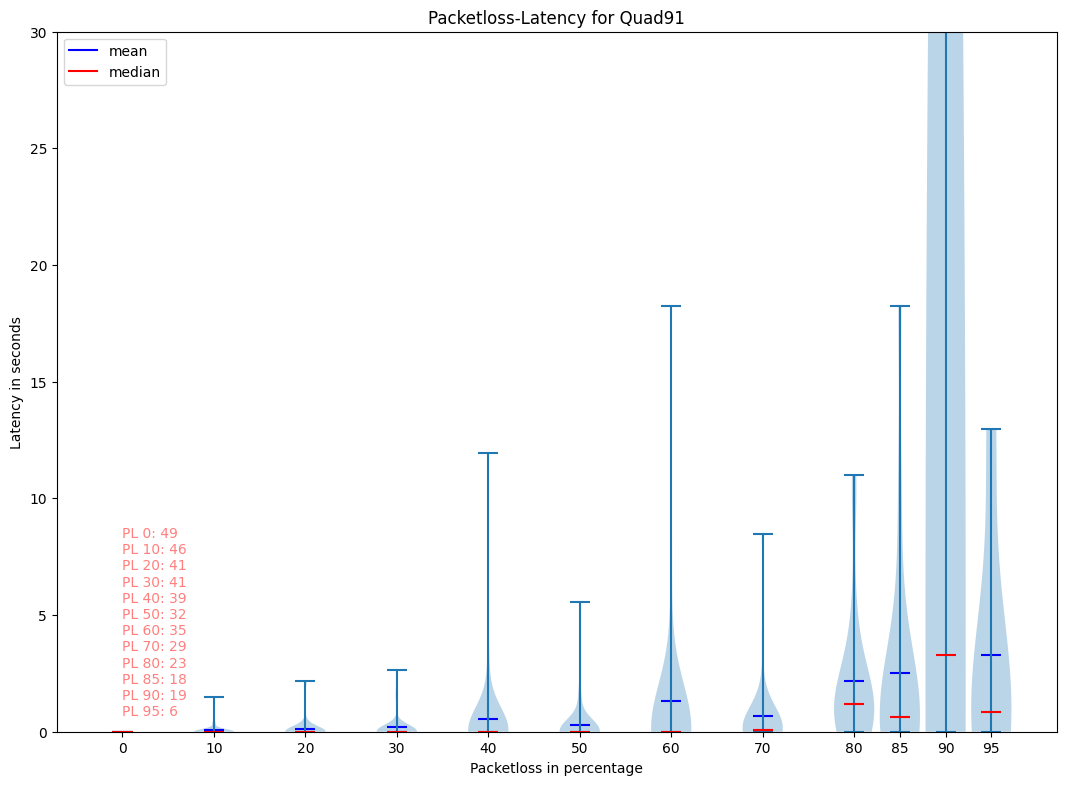 Packetloss-Latency for Quad91
mean
median
30
25
20
15
10
5
0
Latency in seconds
PL 0: 49
PL 10: 46
PL 20: 41
PL 30: 41
PL 40: 39
PL 50: 32
PL 60: 35
PL 70: 29
PL 80: 23
PL 85: 18
PL 90: 19
PL 95: 6
0 10 20 30 40 50 60 70 80 85 90 95
Packetloss in percentage